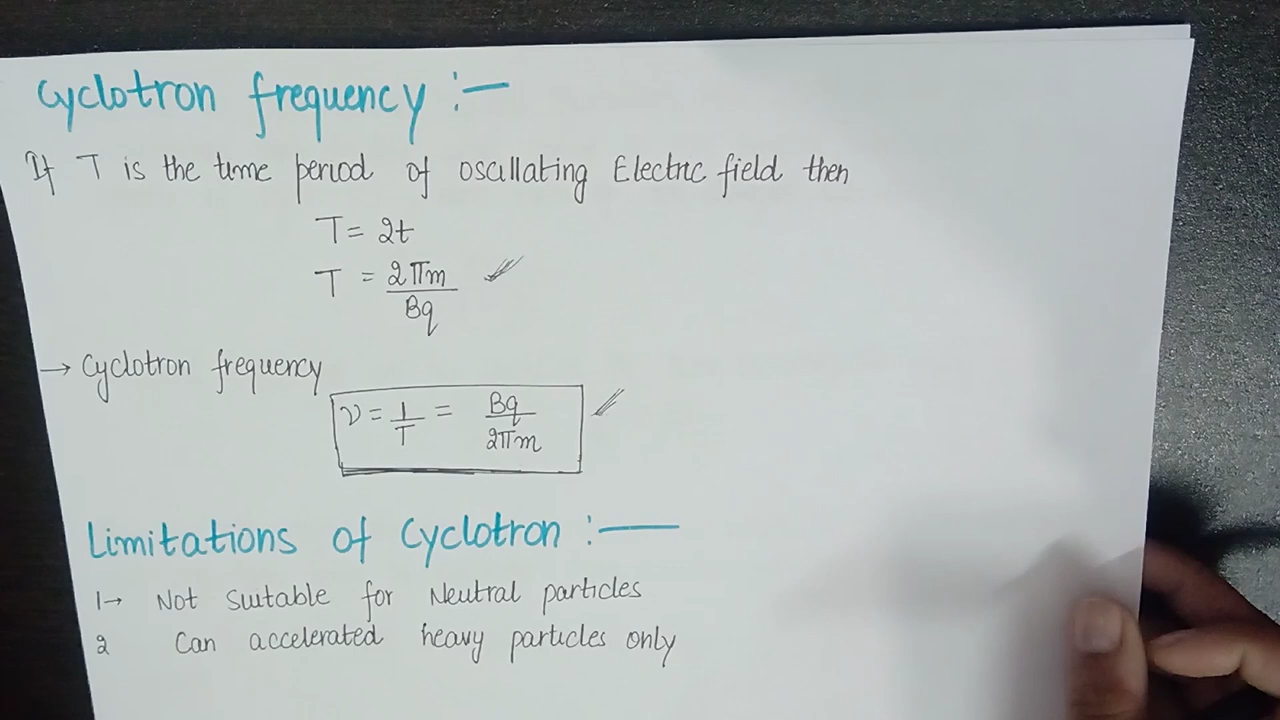 Cyclotron frequency :—
If T is the time period of oscillating Electric field then
T = 2t
T = 2πm/Bq
→ Cyclotron frequency
ν = 1/T = Bq/2πm
Limitations of Cyclotron :—
1→ Not suitable for Neutral particles
2 Can accelerated heavy particles only